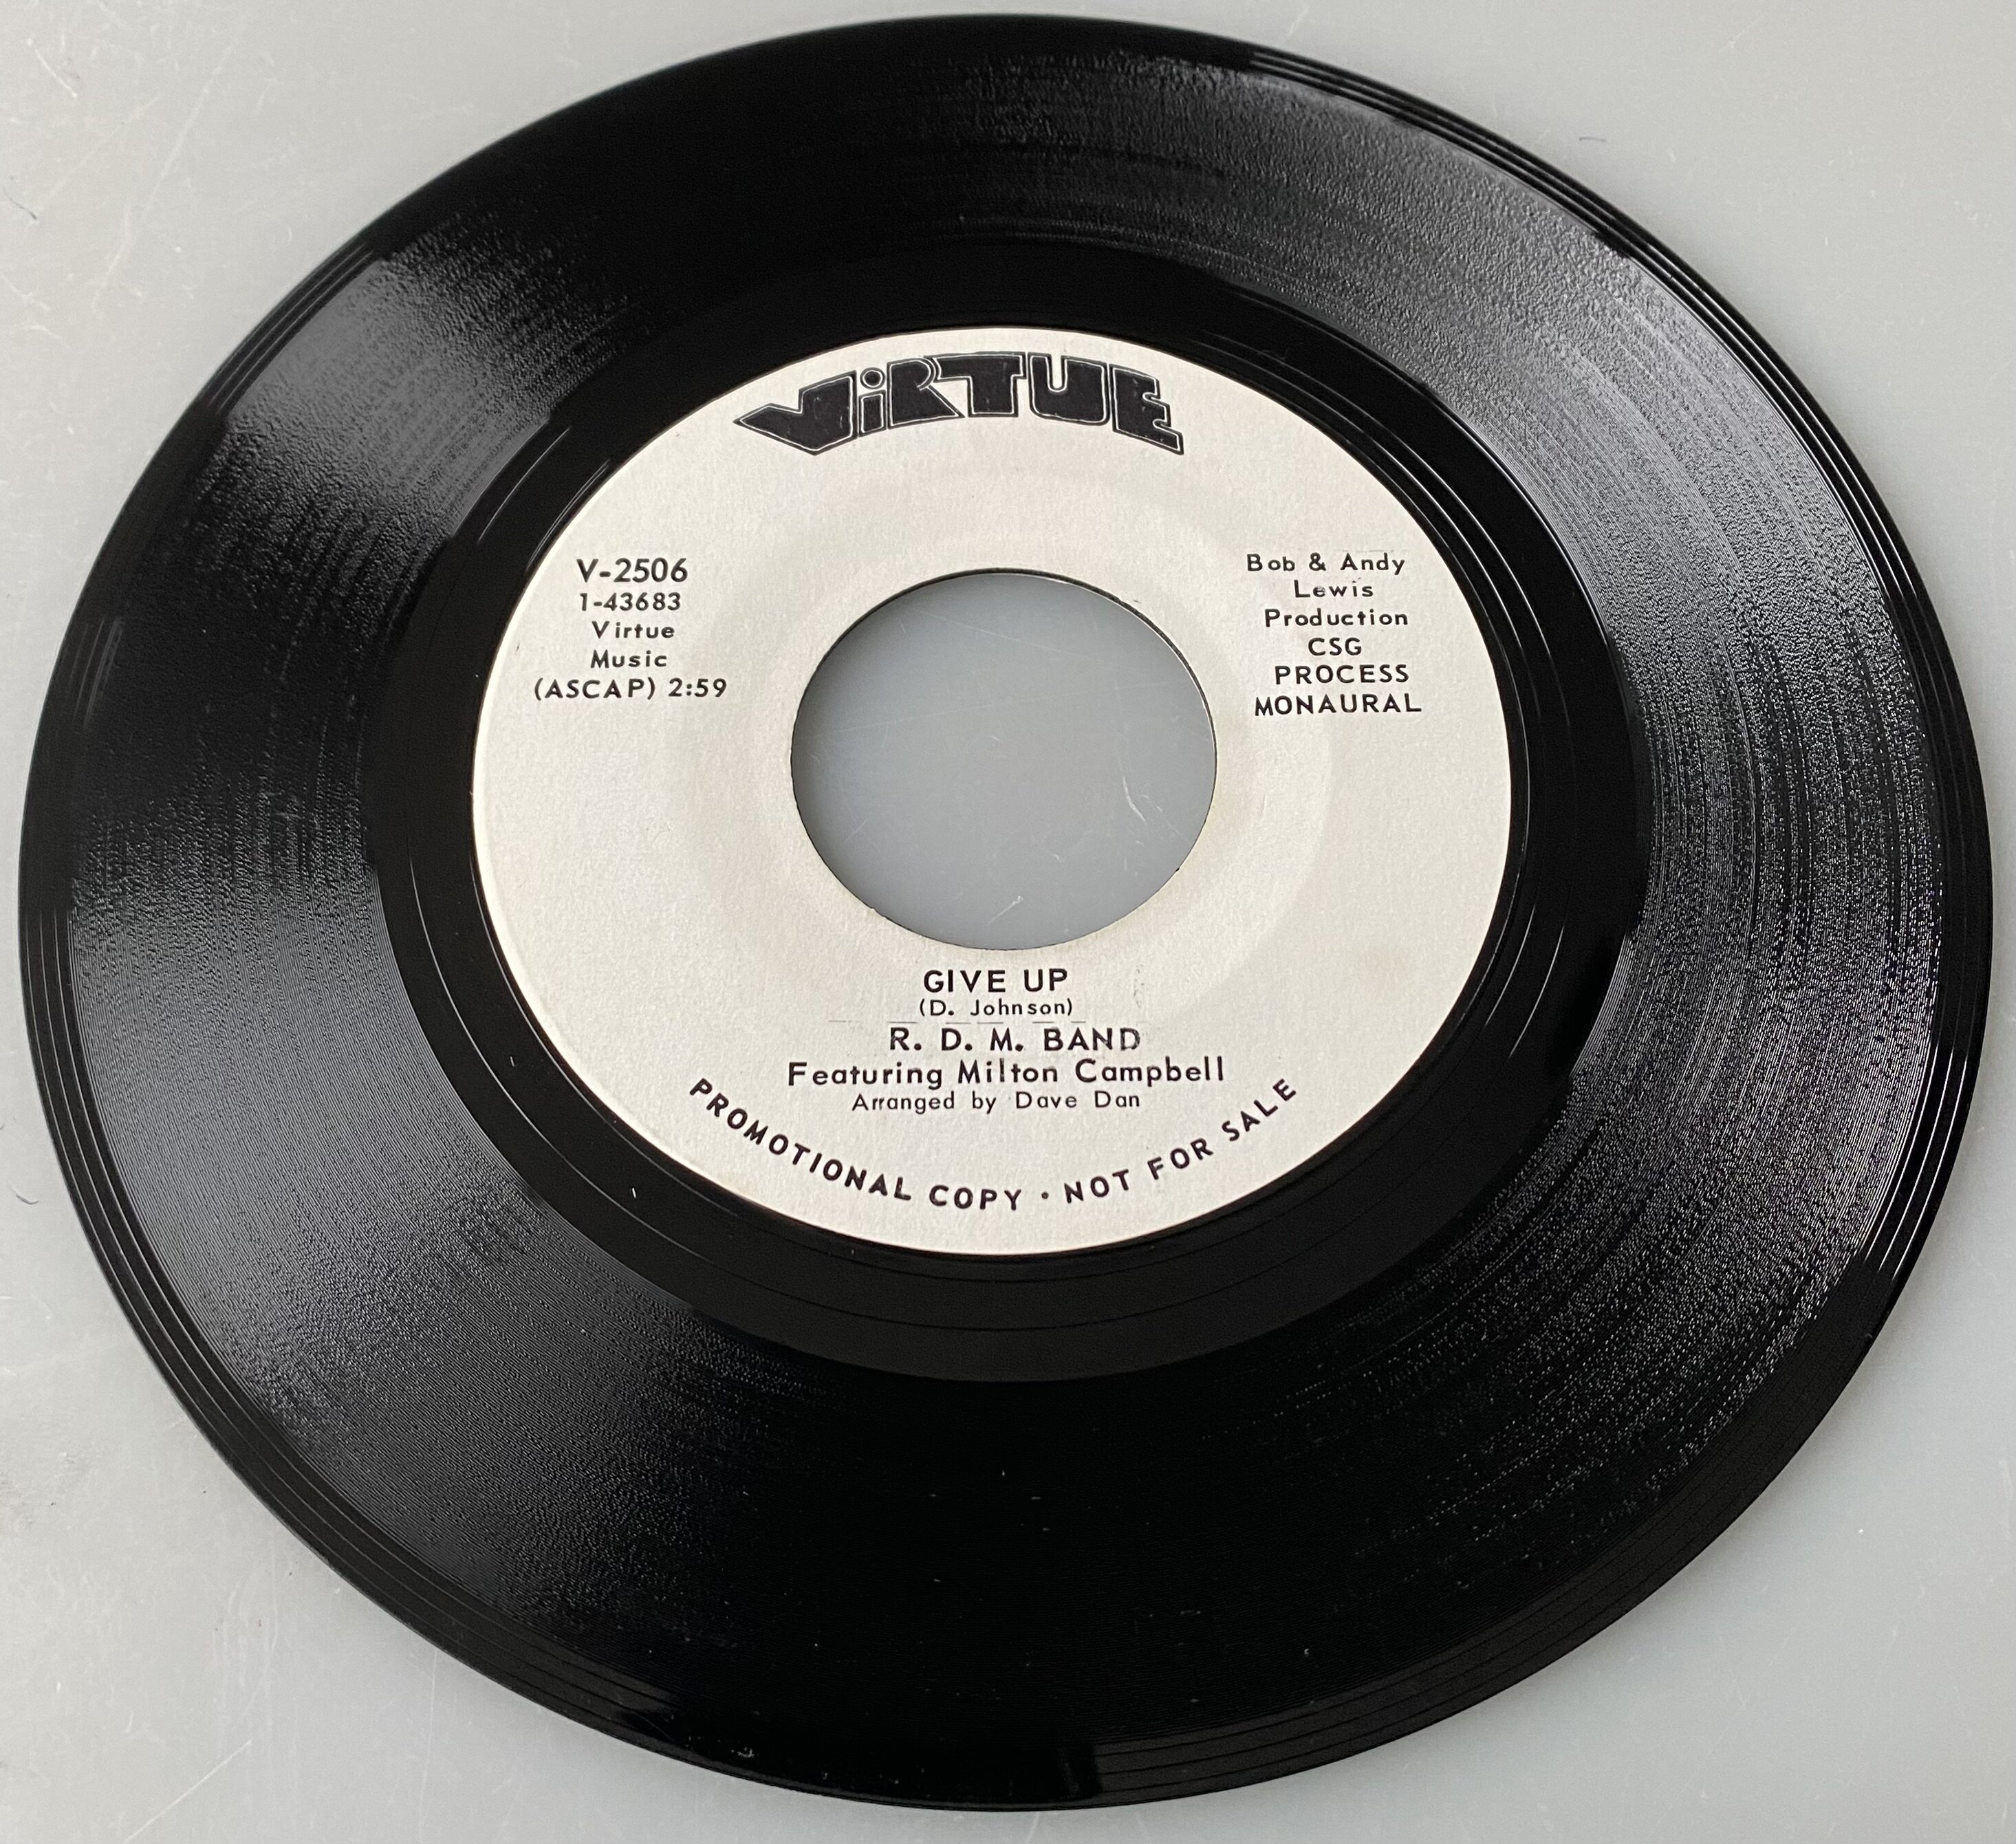 ViRTUE
V-2506
1-43683
Virtue
Music
(ASCAP) 2:59
Bob & Andy
Lewis
Production
CSG
PROCESS
MONAURAL
GIVE UP
(D. Johnson)
R. D. M. BAND
Featuring Milton Campbell
Arranged by Dave Dan
PROMOTIONAL COPY • NOT FOR SALE